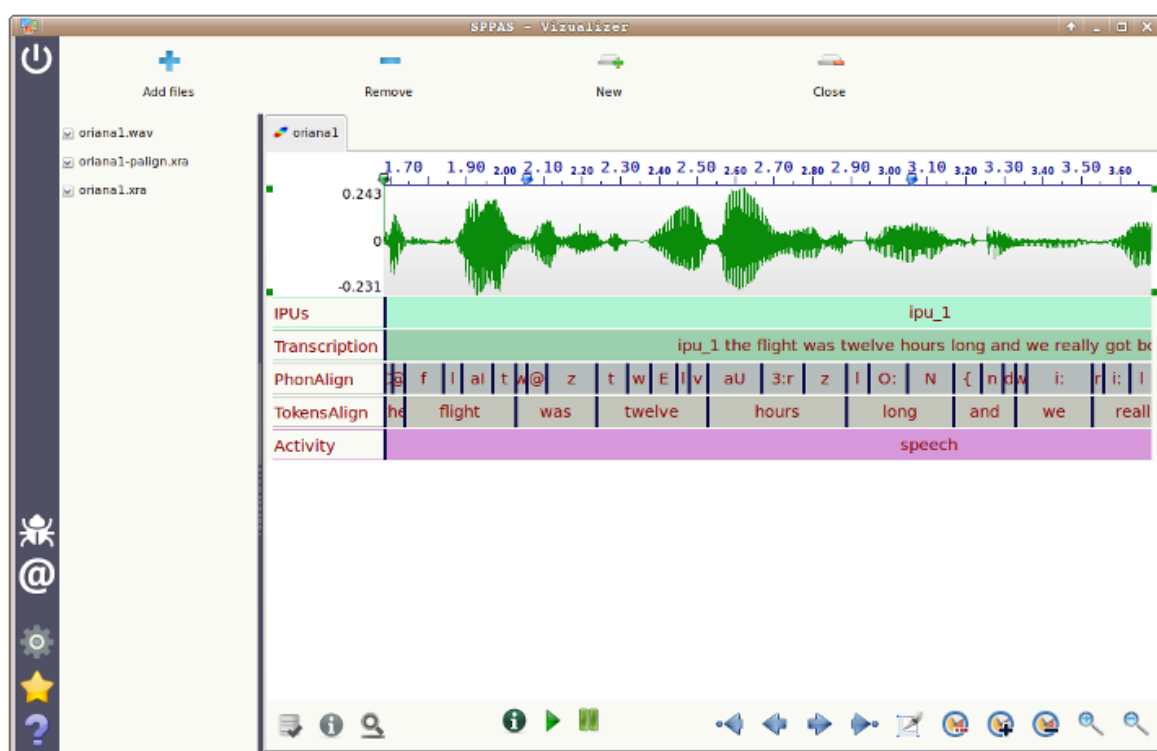 SPPAS - Vizualizer
Add files Remove New Close
oriana1.wav
oriana1-palign.xra
oriana1.xra
oriana1
1.70 1.90 2.00 2.10 2.20 2.30 2.40 2.50 2.60 2.70 2.80 2.90 3.00 3.10 3.20 3.30 3.40 3.50 3.60
0.243
0
-0.231
IPUs ipu_1
Transcription ipu_1 the flight was twelve hours long and we really got bo
PhonAlign @ f l aI t w @ z t w E l v aU 3:r z l O: N { n d w i: r i: l
TokensAlign he flight was twelve hours long and we reall
Activity speech
@
?